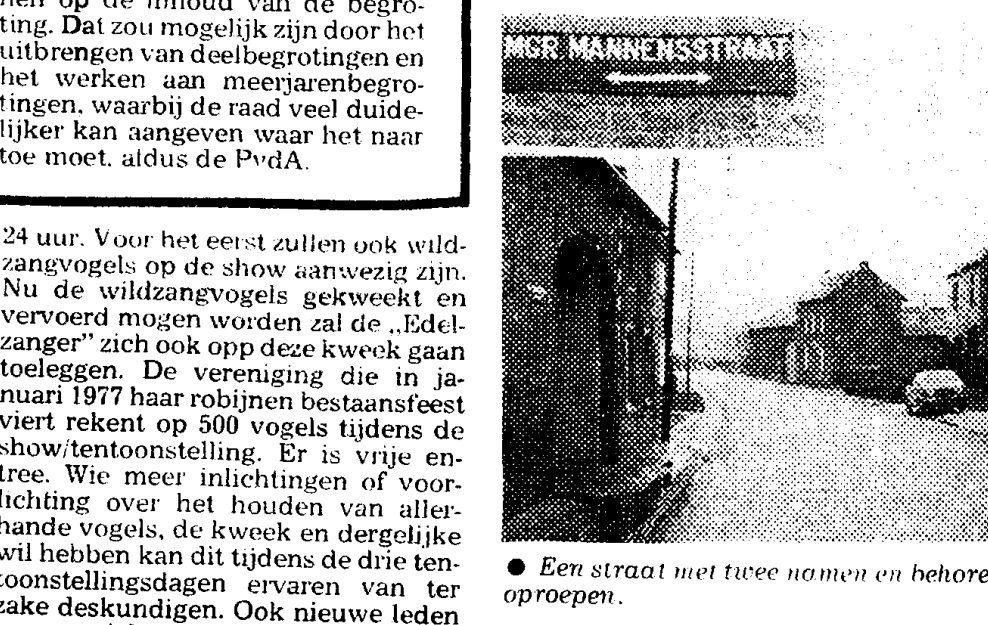 nen op de inhoud van de begro-
ting. Dat zou mogelijk zijn door het
uitbrengen van deelbegrotingen en
het werken aan meerjarenbegro-
tingen, waarbij de raad veel duide-
lijker kan aangeven waar het naar
toe moet, aldus de PvdA.
24 uur. Voor het eerst zullen ook wild-
zangvogels op de show aanwezig zijn.
Nu de wildzangvogels gekweekt en
vervoerd mogen worden zal de „Edel-
zanger” zich ook opp deze kweek gaan
toeleggen. De vereniging die in ja-
nuari 1977 haar robijnen bestaansfeest
viert rekent op 500 vogels tijdens de
show/tentoonstelling. Er is vrije en-
tree. Wie meer inlichtingen of voor-
lichting over het houden van aller-
hande vogels, de kweek en dergelijke
wil hebben kan dit tijdens de drie ten-
toonstellingsdagen ervaren van ter
zake deskundigen. Ook nieuwe leden
MGR. MANNENSSTRAAT
● Een straat met twee namen en behore
oproepen.